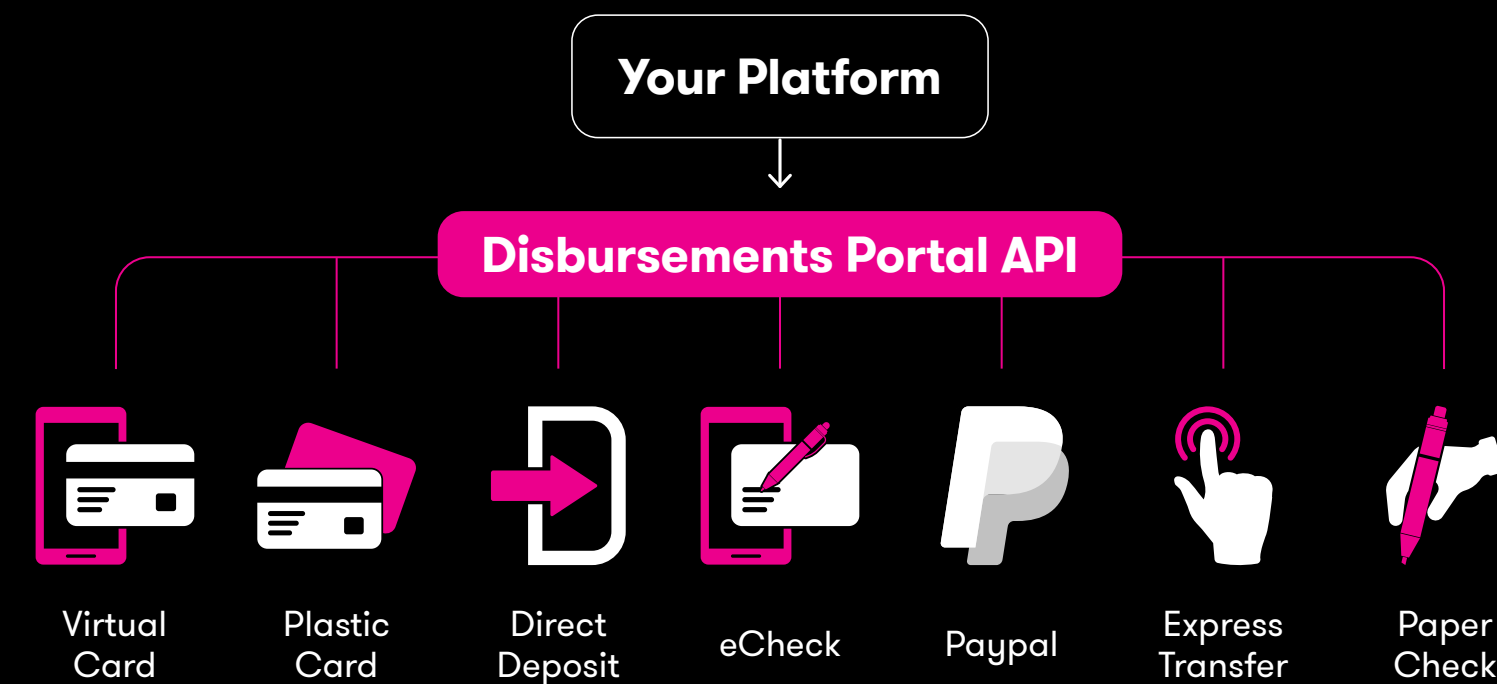 Your Platform
Disbursements Portal API
Virtual
Card
Plastic
Card
Direct
Deposit
eCheck
Paypal
Express
Transfer
Paper
Check